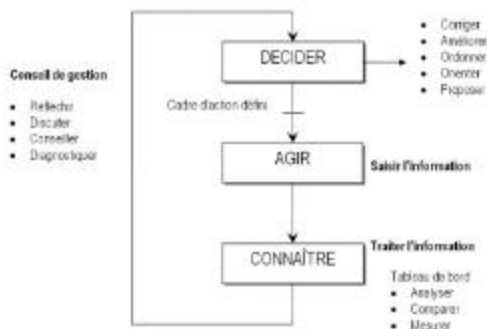 DECIDER
• Corriger
• Améliorer
• Ordonner
• Orienter
• Proposer
Conseil de gestion
• Réfléchir
• Discuter
• Conseiller
• Diagnostiquer
Cadre d'action défini
AGIR
Saisir l'information
CONNAÎTRE
Traiter l'information
Tableau de bord
• Analyser
• Comparer
• Mesurer